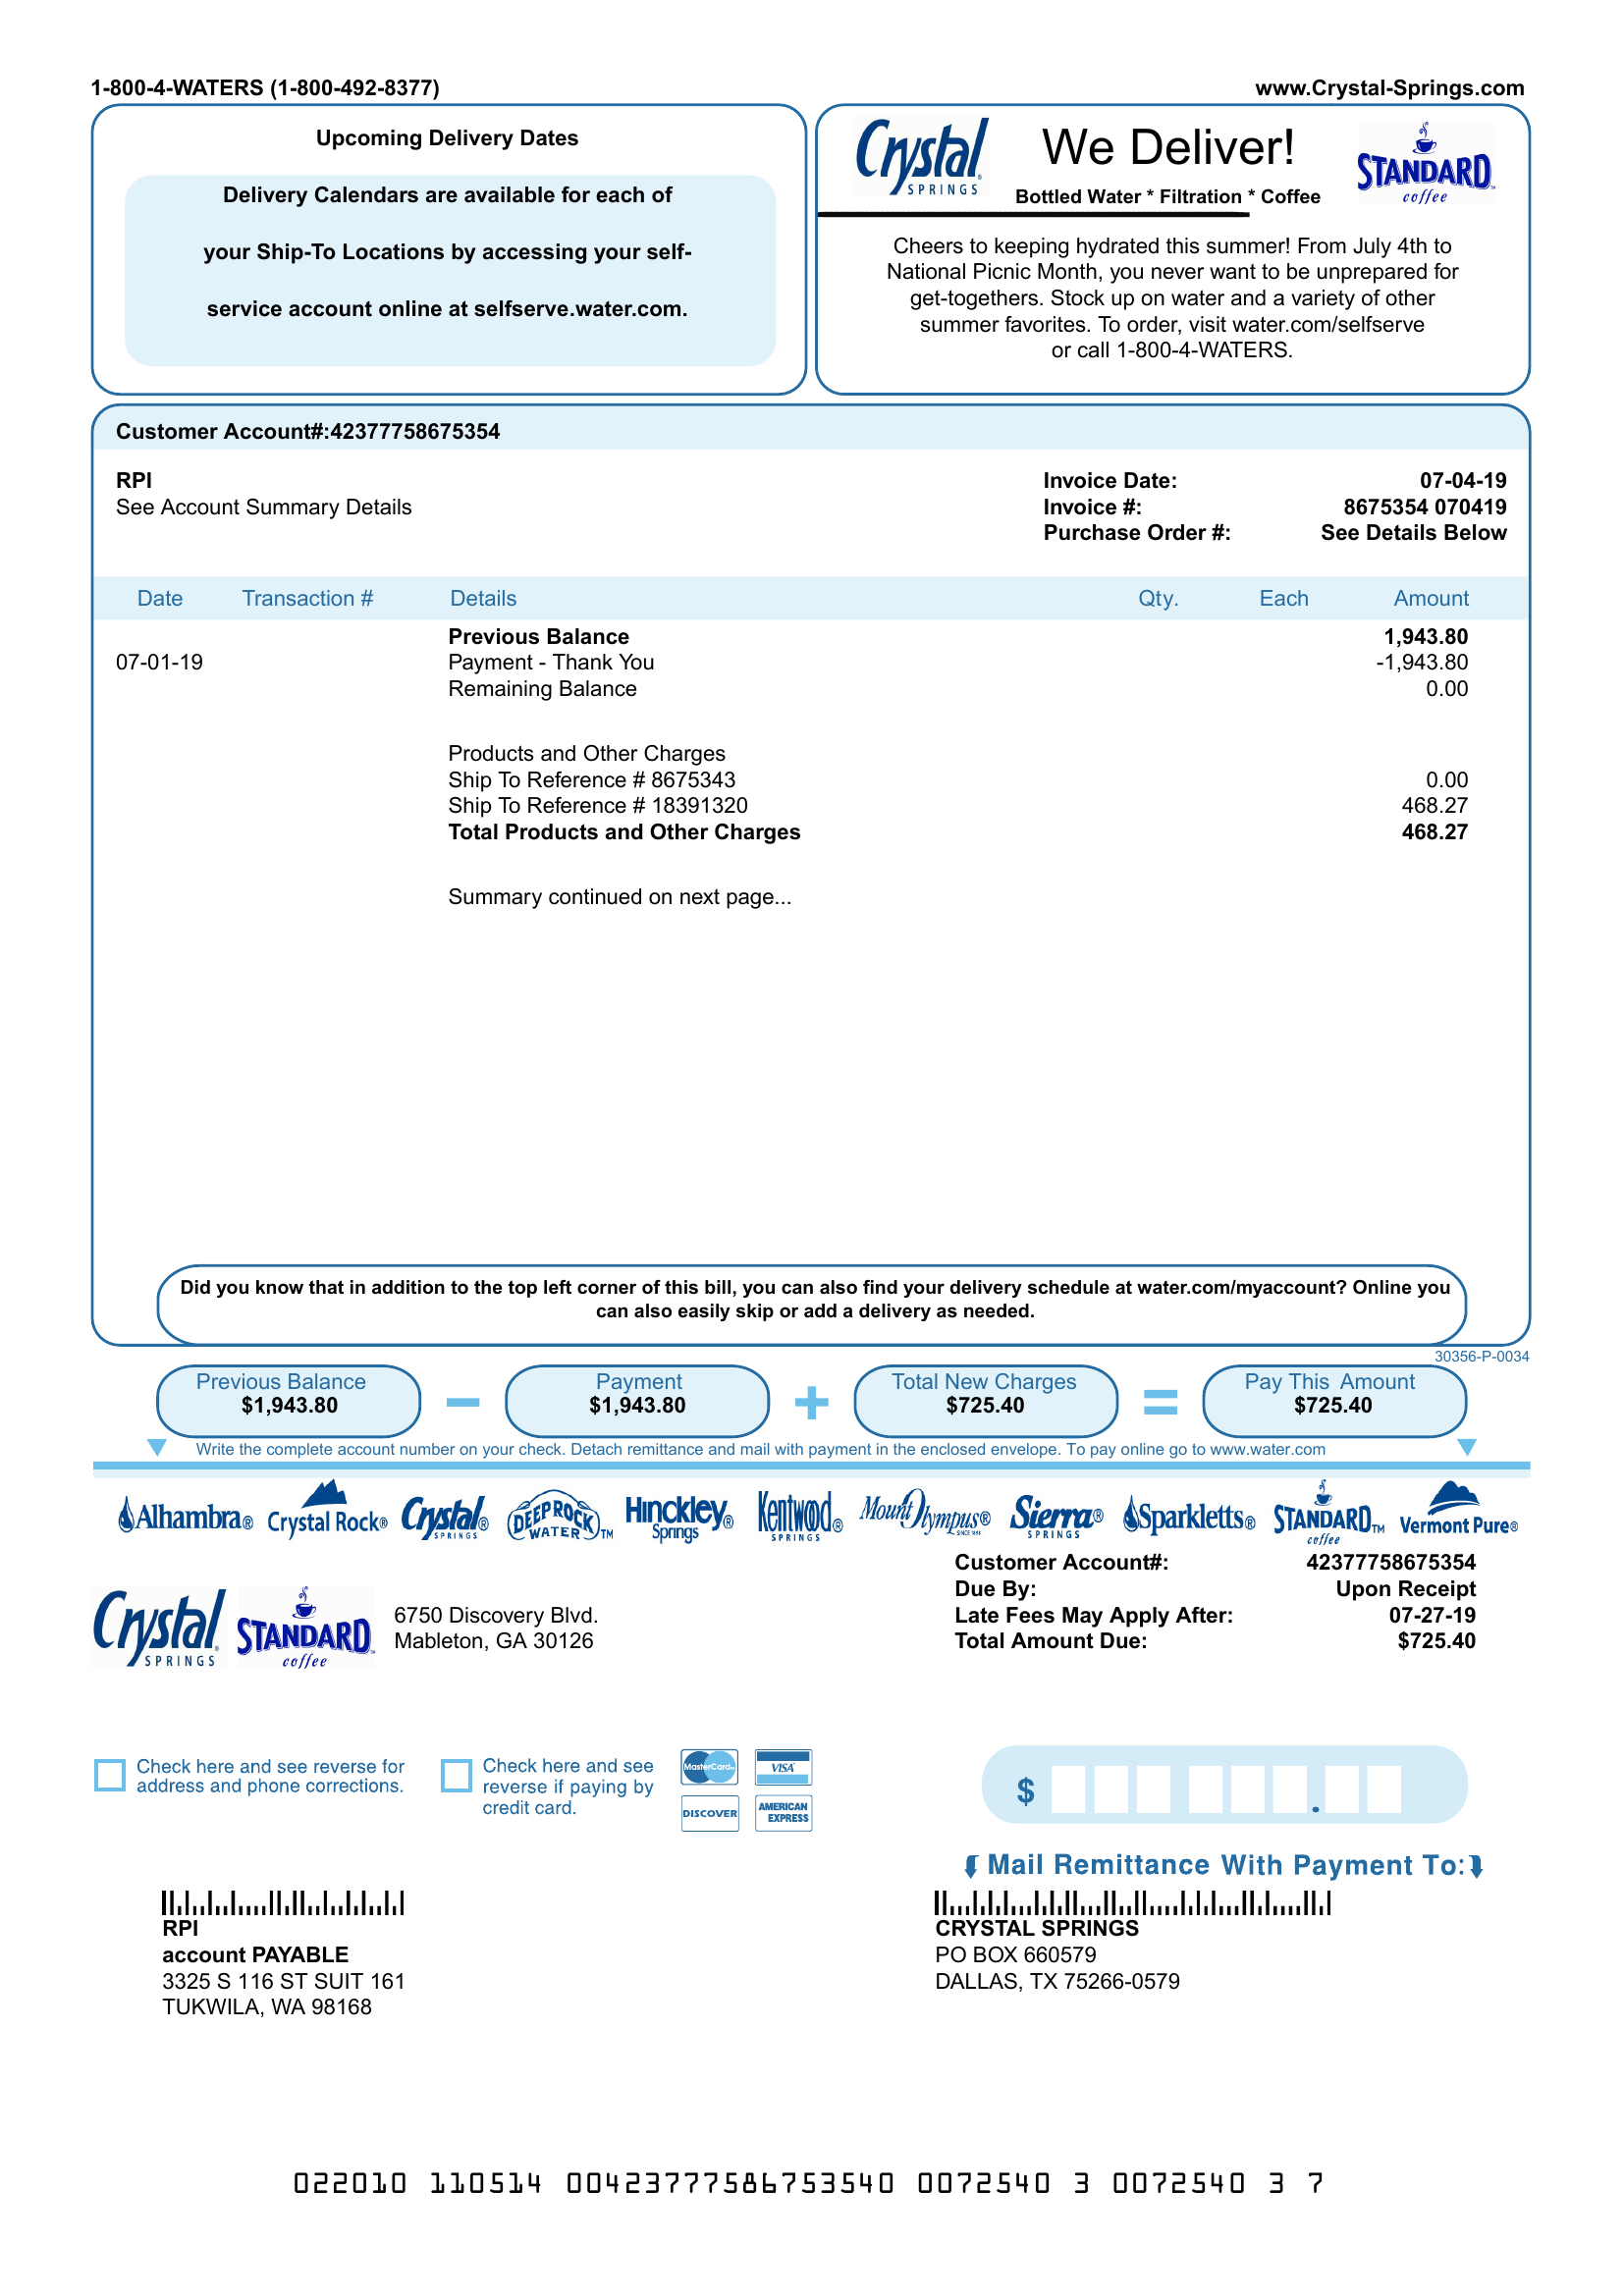 1-800-4-WATERS (1-800-492-8377)
www.Crystal-Springs.com
Upcoming Delivery Dates
Delivery Calendars are available for each of
your Ship-To Locations by accessing your self-
service account online at selfserve.water.com.
Crystal SPRINGS
We Deliver!
Bottled Water * Filtration * Coffee
STANDARD coffee
Cheers to keeping hydrated this summer! From July 4th to
National Picnic Month, you never want to be unprepared for
get-togethers. Stock up on water and a variety of other
summer favorites. To order, visit water.com/selfserve
or call 1-800-4-WATERS.
Customer Account#:42377758675354
RPI
See Account Summary Details
Invoice Date: 07-04-19
Invoice #: 8675354 070419
Purchase Order #: See Details Below
Date Transaction # Details Qty. Each Amount
Previous Balance 1,943.80
07-01-19 Payment - Thank You -1,943.80
Remaining Balance 0.00
Products and Other Charges
Ship To Reference # 8675343 0.00
Ship To Reference # 18391320 468.27
Total Products and Other Charges 468.27
Summary continued on next page...
Did you know that in addition to the top left corner of this bill, you can also find your delivery schedule at water.com/myaccount? Online you
can also easily skip or add a delivery as needed.
30356-P-0034
Previous Balance Payment Total New Charges Pay This Amount
$1,943.80 − $1,943.80 + $725.40 = $725.40
Write the complete account number on your check. Detach remittance and mail with payment in the enclosed envelope. To pay online go to www.water.com
Alhambra® Crystal Rock® Crystal SPRINGS® DEEP ROCK WATER™ Hinckley Springs® Kentwood SPRINGS® Mount Olympus® Sierra SPRINGS® Sparkletts® STANDARD coffee™ Vermont Pure®
Customer Account#: 42377758675354
Due By: Upon Receipt
Late Fees May Apply After: 07-27-19
Total Amount Due: $725.40
Crystal SPRINGS
STANDARD coffee
6750 Discovery Blvd.
Mableton, GA 30126
Check here and see reverse for
address and phone corrections.
Check here and see
reverse if paying by
credit card.
MasterCard VISA
DISCOVER AMERICAN EXPRESS
$ .
Mail Remittance With Payment To:
RPI
account PAYABLE
3325 S 116 ST SUIT 161
TUKWILA, WA 98168
CRYSTAL SPRINGS
PO BOX 660579
DALLAS, TX 75266-0579
022010 110514 00423777586753540 0072540 3 0072540 3 7